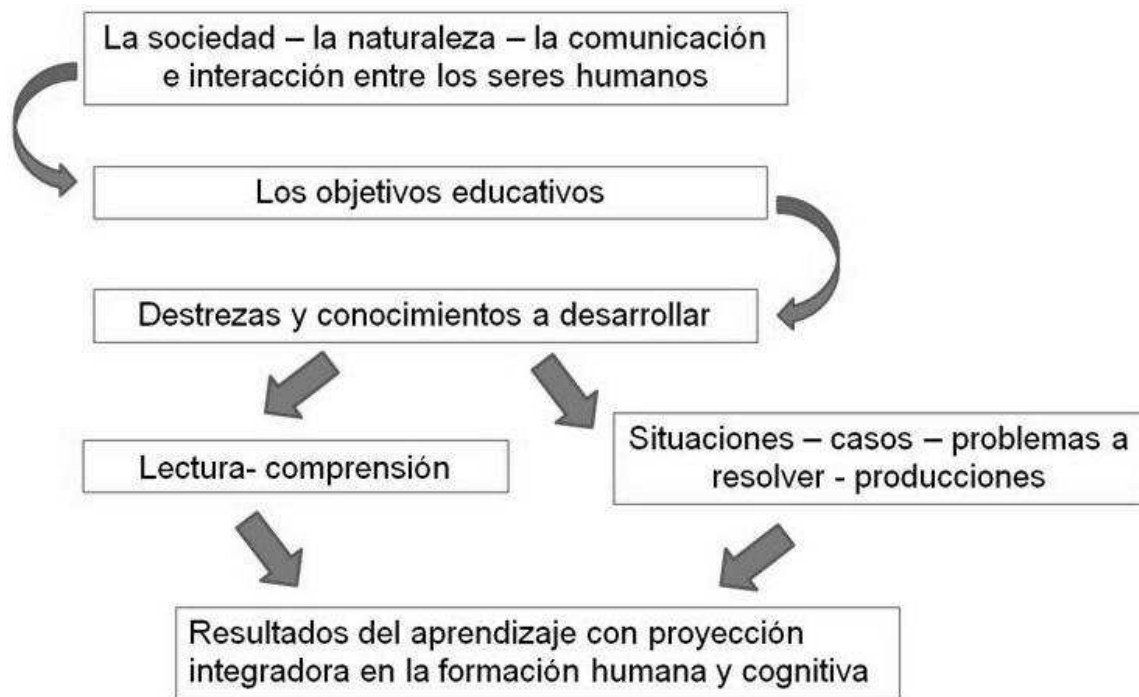 La sociedad – la naturaleza – la comunicación
e interacción entre los seres humanos
Los objetivos educativos
Destrezas y conocimientos a desarrollar
Lectura- comprensión
Situaciones – casos – problemas a
resolver - producciones
Resultados del aprendizaje con proyección
integradora en la formación humana y cognitiva